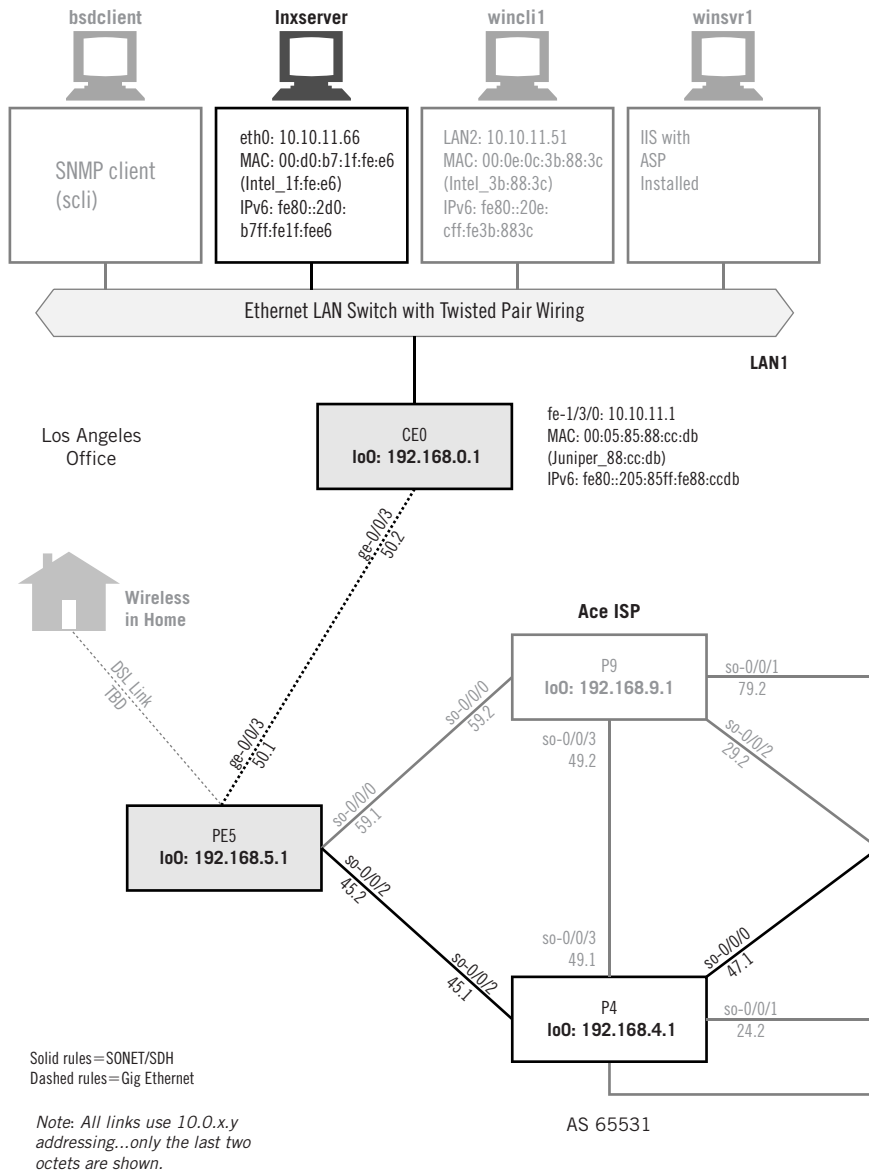 bsdclient
lnxserver
wincli1
winsvr1
SNMP client
(scli)
eth0: 10.10.11.66
MAC: 00:d0:b7:1f:fe:e6
(Intel_1f:fe:e6)
IPv6: fe80::2d0:
b7ff:fe1f:fee6
LAN2: 10.10.11.51
MAC: 00:0e:0c:3b:88:3c
(Intel_3b:88:3c)
IPv6: fe80::20e:
cff:fe3b:883c
IIS with
ASP
Installed
Ethernet LAN Switch with Twisted Pair Wiring
LAN1
Los Angeles
Office
CE0
lo0: 192.168.0.1
fe-1/3/0: 10.10.11.1
MAC: 00:05:85:88:cc:db
(Juniper_88:cc:db)
IPv6: fe80::205:85ff:fe88:ccdb
ge-0/0/3
50.2
Wireless
in Home
DSL Link
TBD
ge-0/0/3
50.1
Ace ISP
P9
lo0: 192.168.9.1
so-0/0/1
79.2
so-0/0/0
59.2
so-0/0/3
49.2
so-0/0/2
29.2
so-0/0/0
59.1
PE5
lo0: 192.168.5.1
so-0/0/2
45.2
so-0/0/2
45.1
so-0/0/3
49.1
so-0/0/0
47.1
P4
lo0: 192.168.4.1
so-0/0/1
24.2
Solid rules=SONET/SDH
Dashed rules=Gig Ethernet
Note: All links use 10.0.x.y
addressing...only the last two
octets are shown.
AS 65531